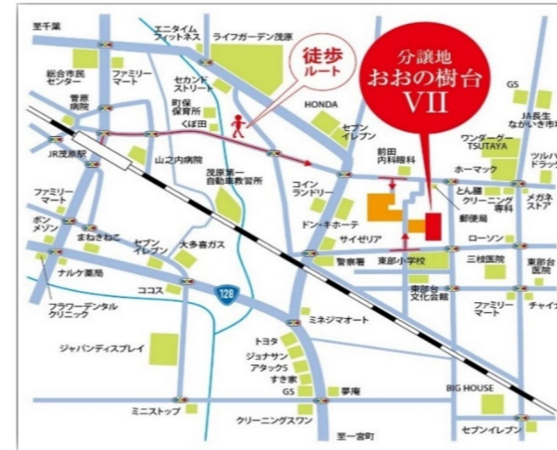 至千葉
エニタイム
フィットネス
ライフガーデン茂原
総合市民
センター
ファミリー
マート
セカンド
ストリート
徒歩
ルート
分譲地
おおの樹台
VII
菅原
病院
町保
保育所
くぼ田
HONDA
セブン
イレブン
GS
JA長生
ながいき市場
ワンダーグー
TSUTAYA
ツルハ
ドラッグ
JR茂原駅
山之内病院
茂原第一
自動車教習所
前田
内科眼科
ホーマック
コイン
ランドリー
とん膳
クリーニング
専科
メガネ
ストア
郵便局
ファミリー
マート
ボン
メゾン
まねきねこ
セブン
イレブン
大多喜ガス
ドン・キホーテ
サイゼリア
ローソン
警察署
東部小学校
三枝医院
東部台
医院
ナルケ薬局
ココス
128
東部台
文化会館
フラワーデンタル
クリニック
ミネジマオート
ファミリー
マート
ジャパンディスプレイ
トヨタ
ジョナサン
アタック5
すき家
GS
夢庵
BIG HOUSE
ミニストップ
クリーニングスワン
至一宮町
セブンイレブン